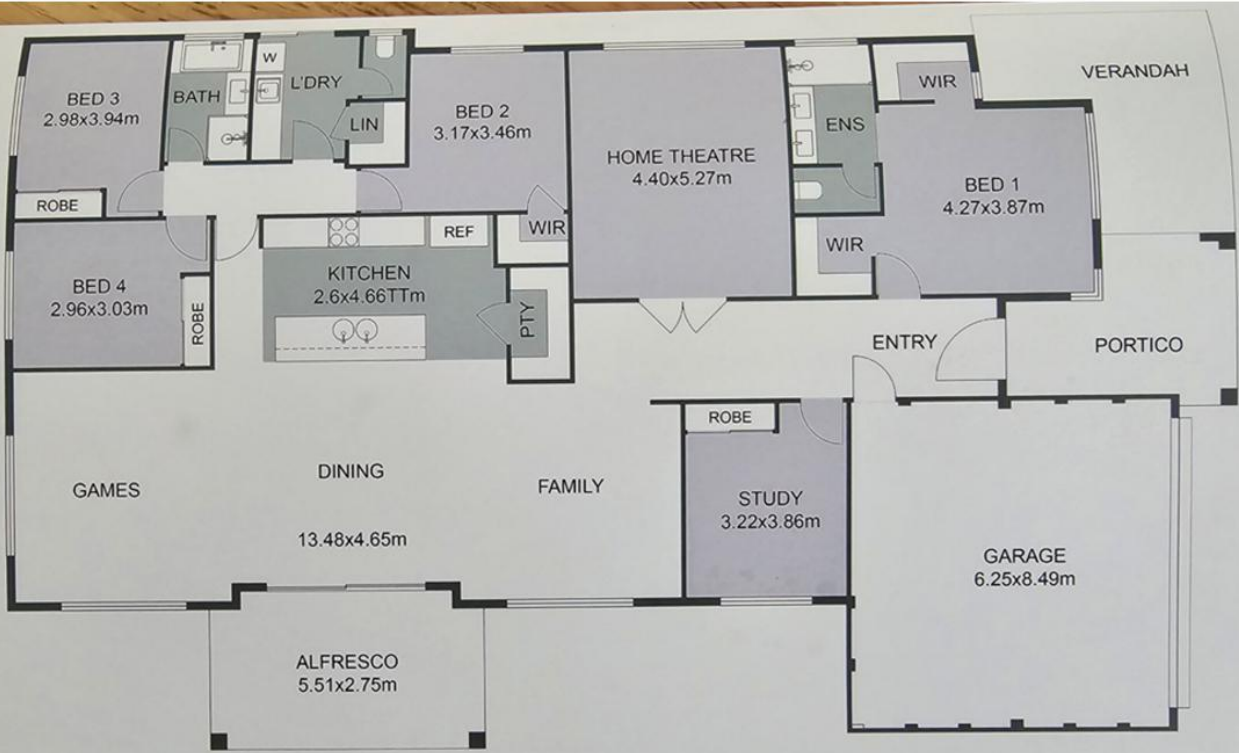 BED 3
2.98x3.94m
BATH
W
L'DRY
LIN
BED 2
3.17x3.46m
HOME THEATRE
4.40x5.27m
ENS
WIR
VERANDAH
BED 1
4.27x3.87m
ROBE
WIR
WIR
REF
KITCHEN
2.6x4.66TTm
BED 4
2.96x3.03m
ROBE
PTY
ENTRY
PORTICO
ROBE
GAMES
DINING
13.48x4.65m
FAMILY
STUDY
3.22x3.86m
GARAGE
6.25x8.49m
ALFRESCO
5.51x2.75m